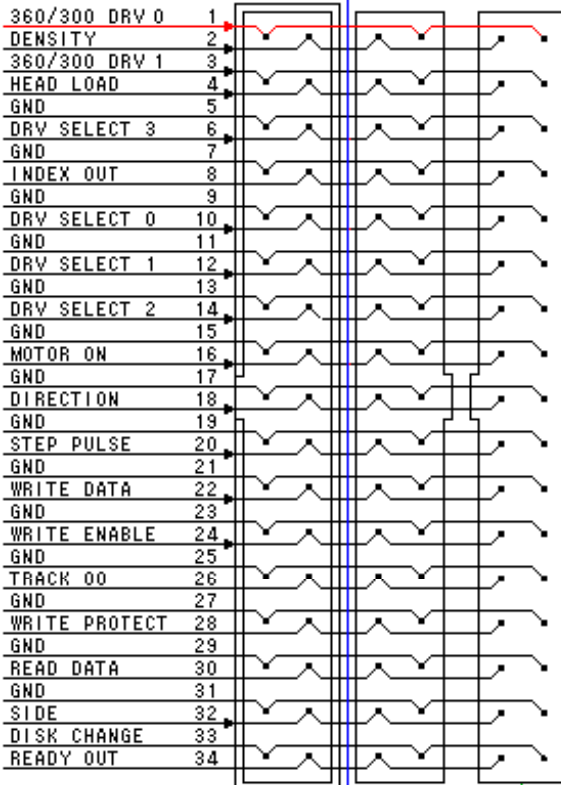 360/300 DRV 0 1
DENSITY 2
360/300 DRV 1 3
HEAD LOAD 4
GND 5
DRV SELECT 3 6
GND 7
INDEX OUT 8
GND 9
DRV SELECT 0 10
GND 11
DRV SELECT 1 12
GND 13
DRV SELECT 2 14
GND 15
MOTOR ON 16
GND 17
DIRECTION 18
GND 19
STEP PULSE 20
GND 21
WRITE DATA 22
GND 23
WRITE ENABLE 24
GND 25
TRACK 00 26
GND 27
WRITE PROTECT 28
GND 29
READ DATA 30
GND 31
SIDE 32
DISK CHANGE 33
READY OUT 34